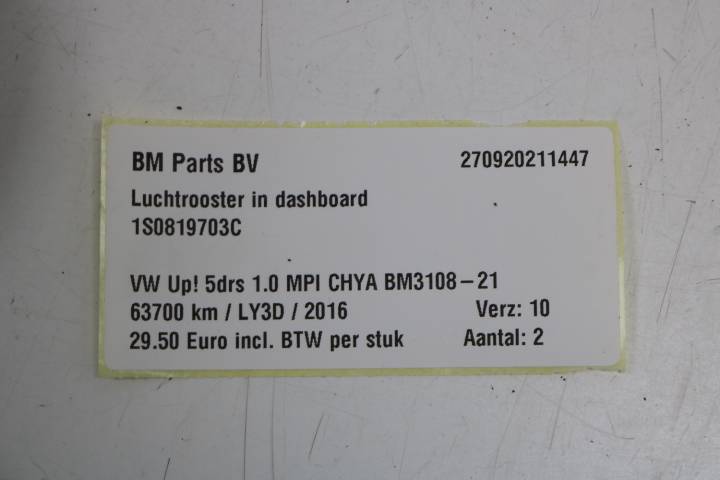 BM Parts BV 270920211447
Luchtrooster in dashboard
1S0819703C
VW Up! 5drs 1.0 MPI CHYA BM3108-21
63700 km / LY3D / 2016 Verz: 10
29.50 Euro incl. BTW per stuk Aantal: 2